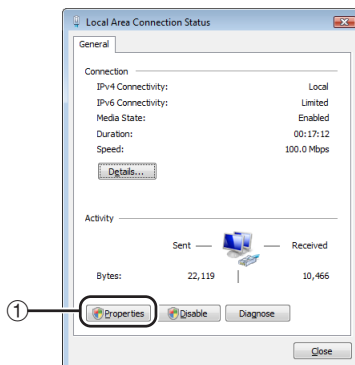 Local Area Connection Status
General
Connection
IPv4 Connectivity: Local
IPv6 Connectivity: Limited
Media State: Enabled
Duration: 00:17:12
Speed: 100.0 Mbps
Details...
Activity
Sent — — Received
Bytes: 22,119 | 10,466
① Properties Disable Diagnose
Close